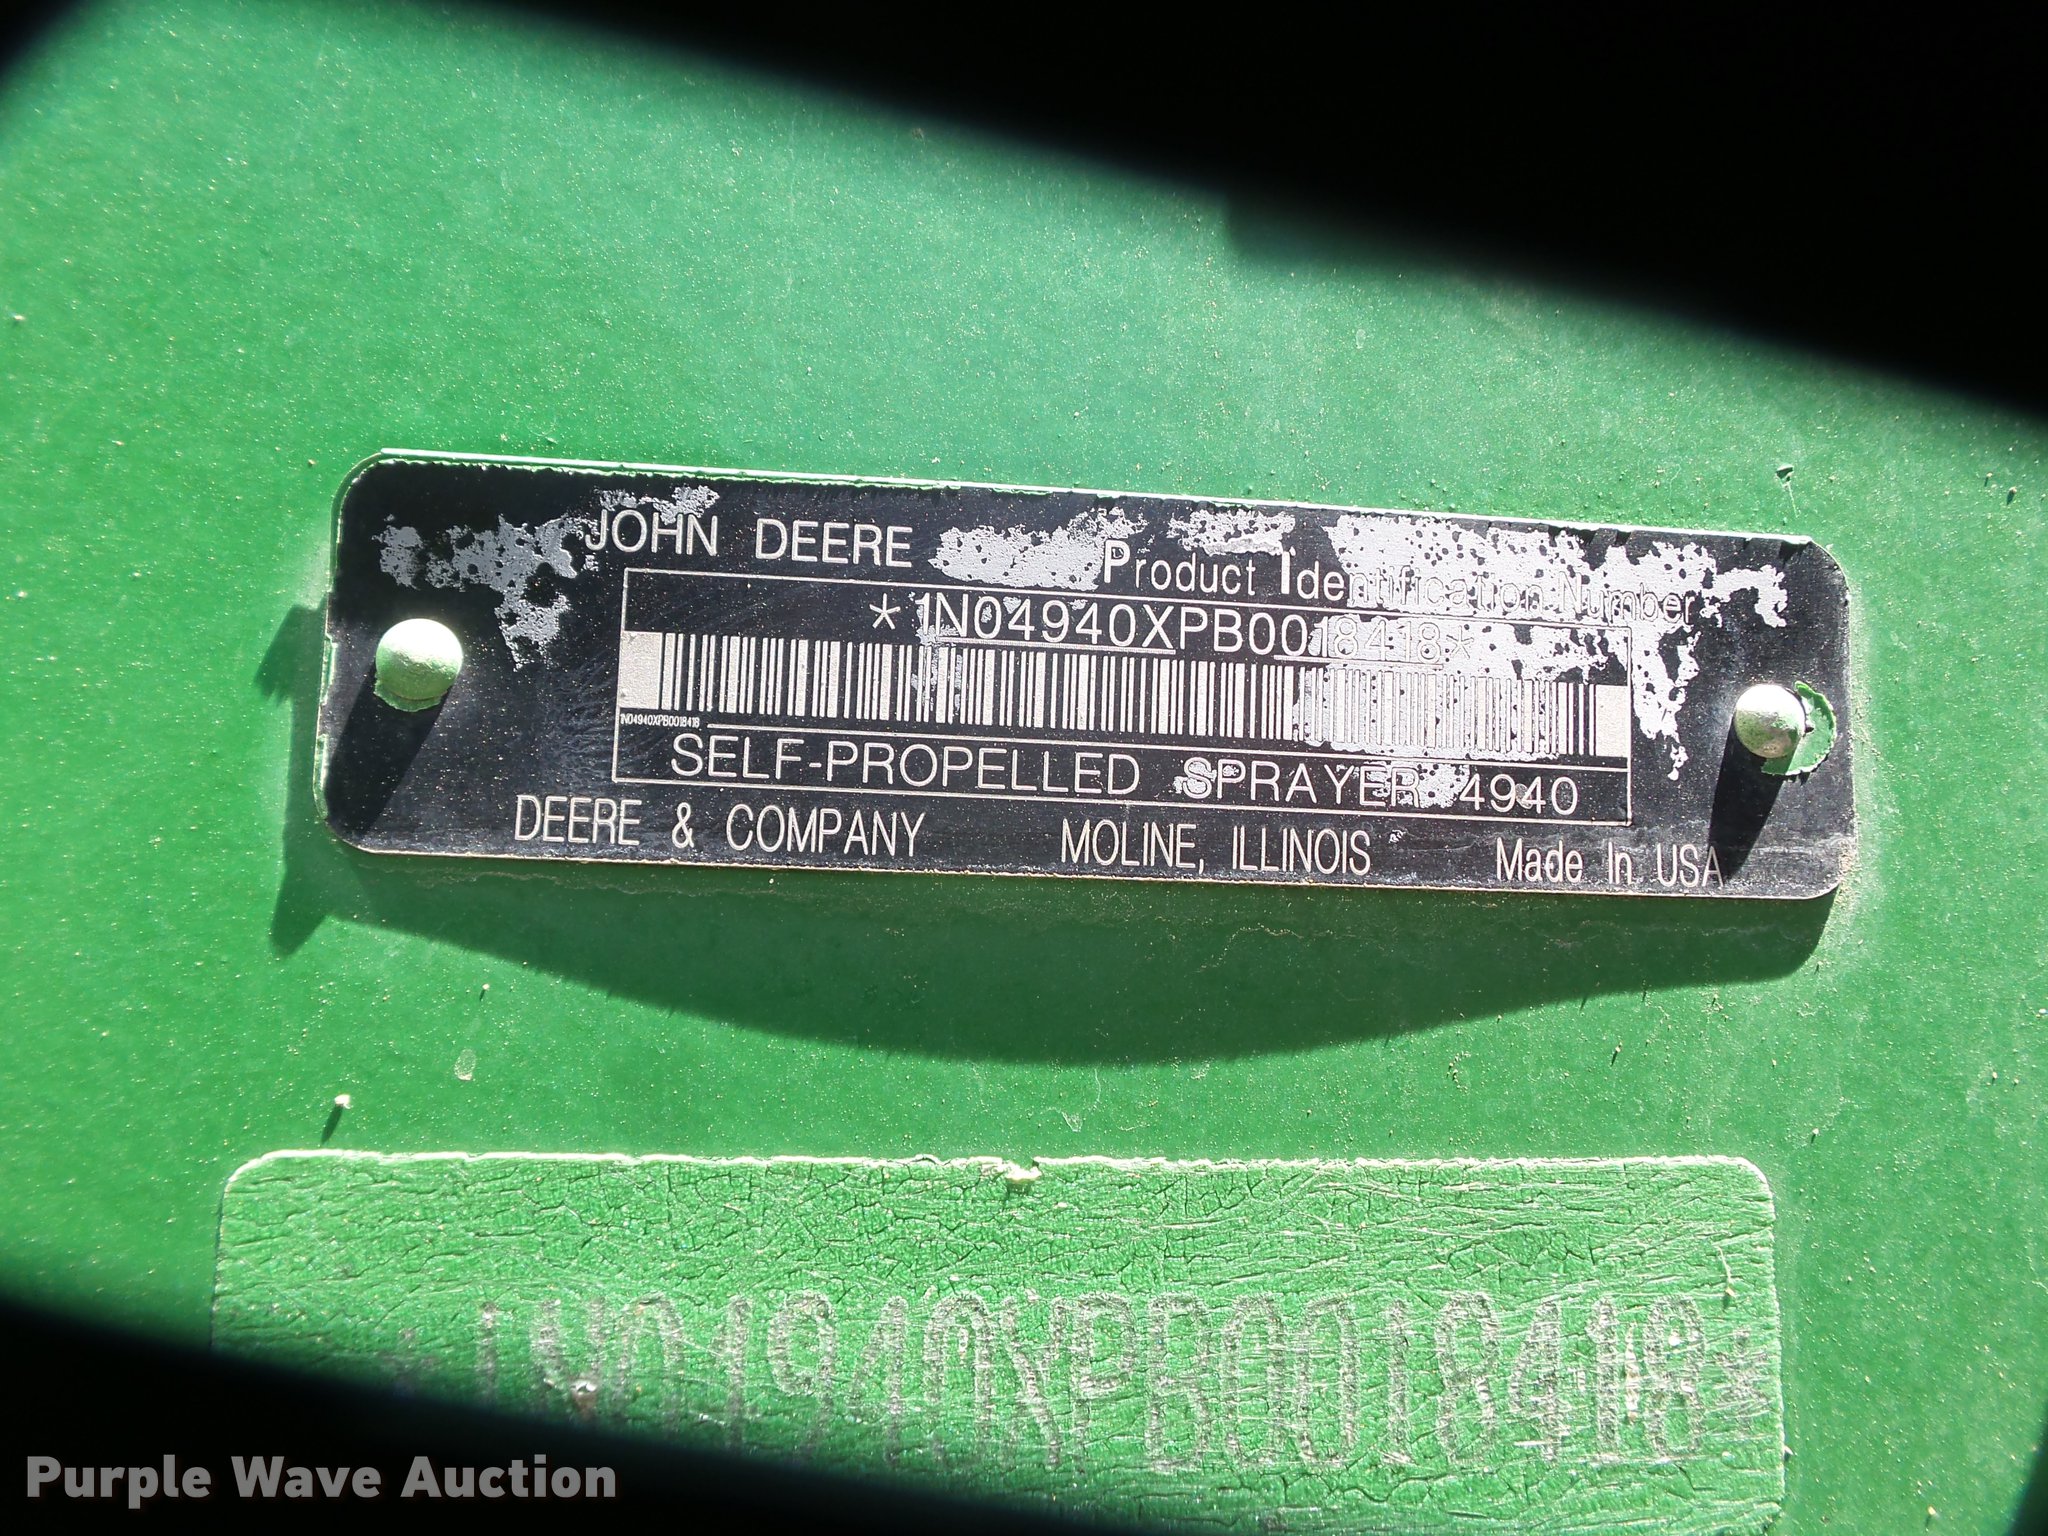 JOHN DEERE
Product Identification Number
*1N04940XPB0018418*
1N04940XPB0018418
SELF-PROPELLED SPRAYER 4940
DEERE & COMPANY MOLINE, ILLINOIS Made In USA
1N04940XPB0018418*
Purple Wave Auction